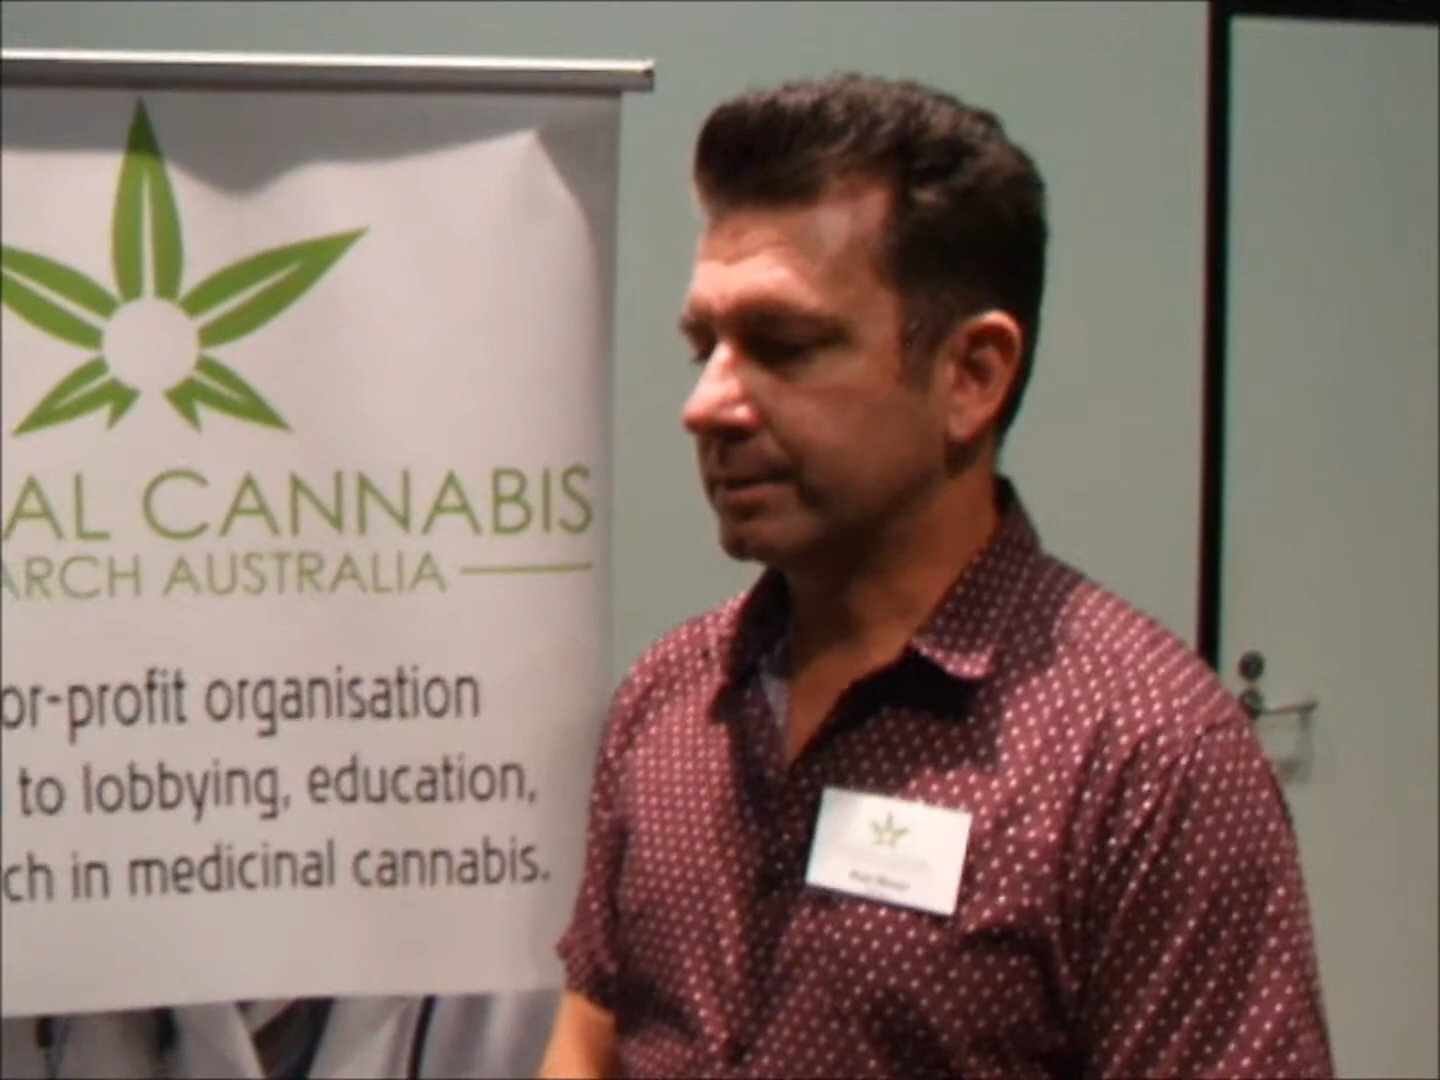 AL CANNABIS
ARCH AUSTRALIA
or-profit organisation
to lobbying, education,
ch in medicinal cannabis.